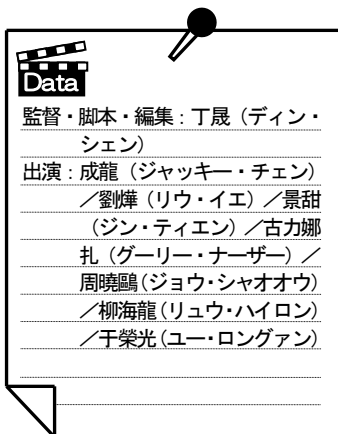 Data
監督・脚本・編集：丁晟（ディン・
シェン）
出演：成龍（ジャッキー・チェン）
／劉燁（リウ・イエ）／景甜
（ジン・ティエン）／古力娜
扎（グーリー・ナーザー）／
周曉鷗（ジョウ・シャオオウ）
／柳海龍（リュウ・ハイロン）
／于榮光（ユー・ロングァン）